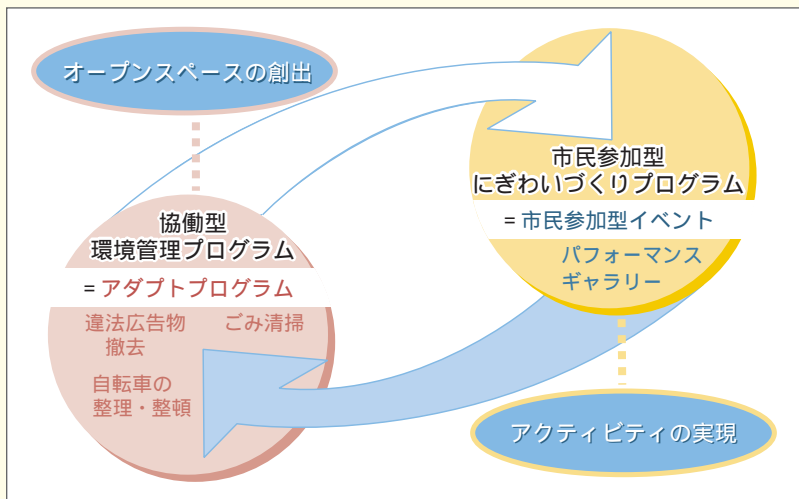 オープンスペースの創出
協働型
環境管理プログラム
=アダプトプログラム
違法広告物
撤去
ごみ清掃
自転車の
整理・整頓
市民参加型
にぎわいづくりプログラム
=市民参加型イベント
パフォーマンス
ギャラリー
アクティビティの実現